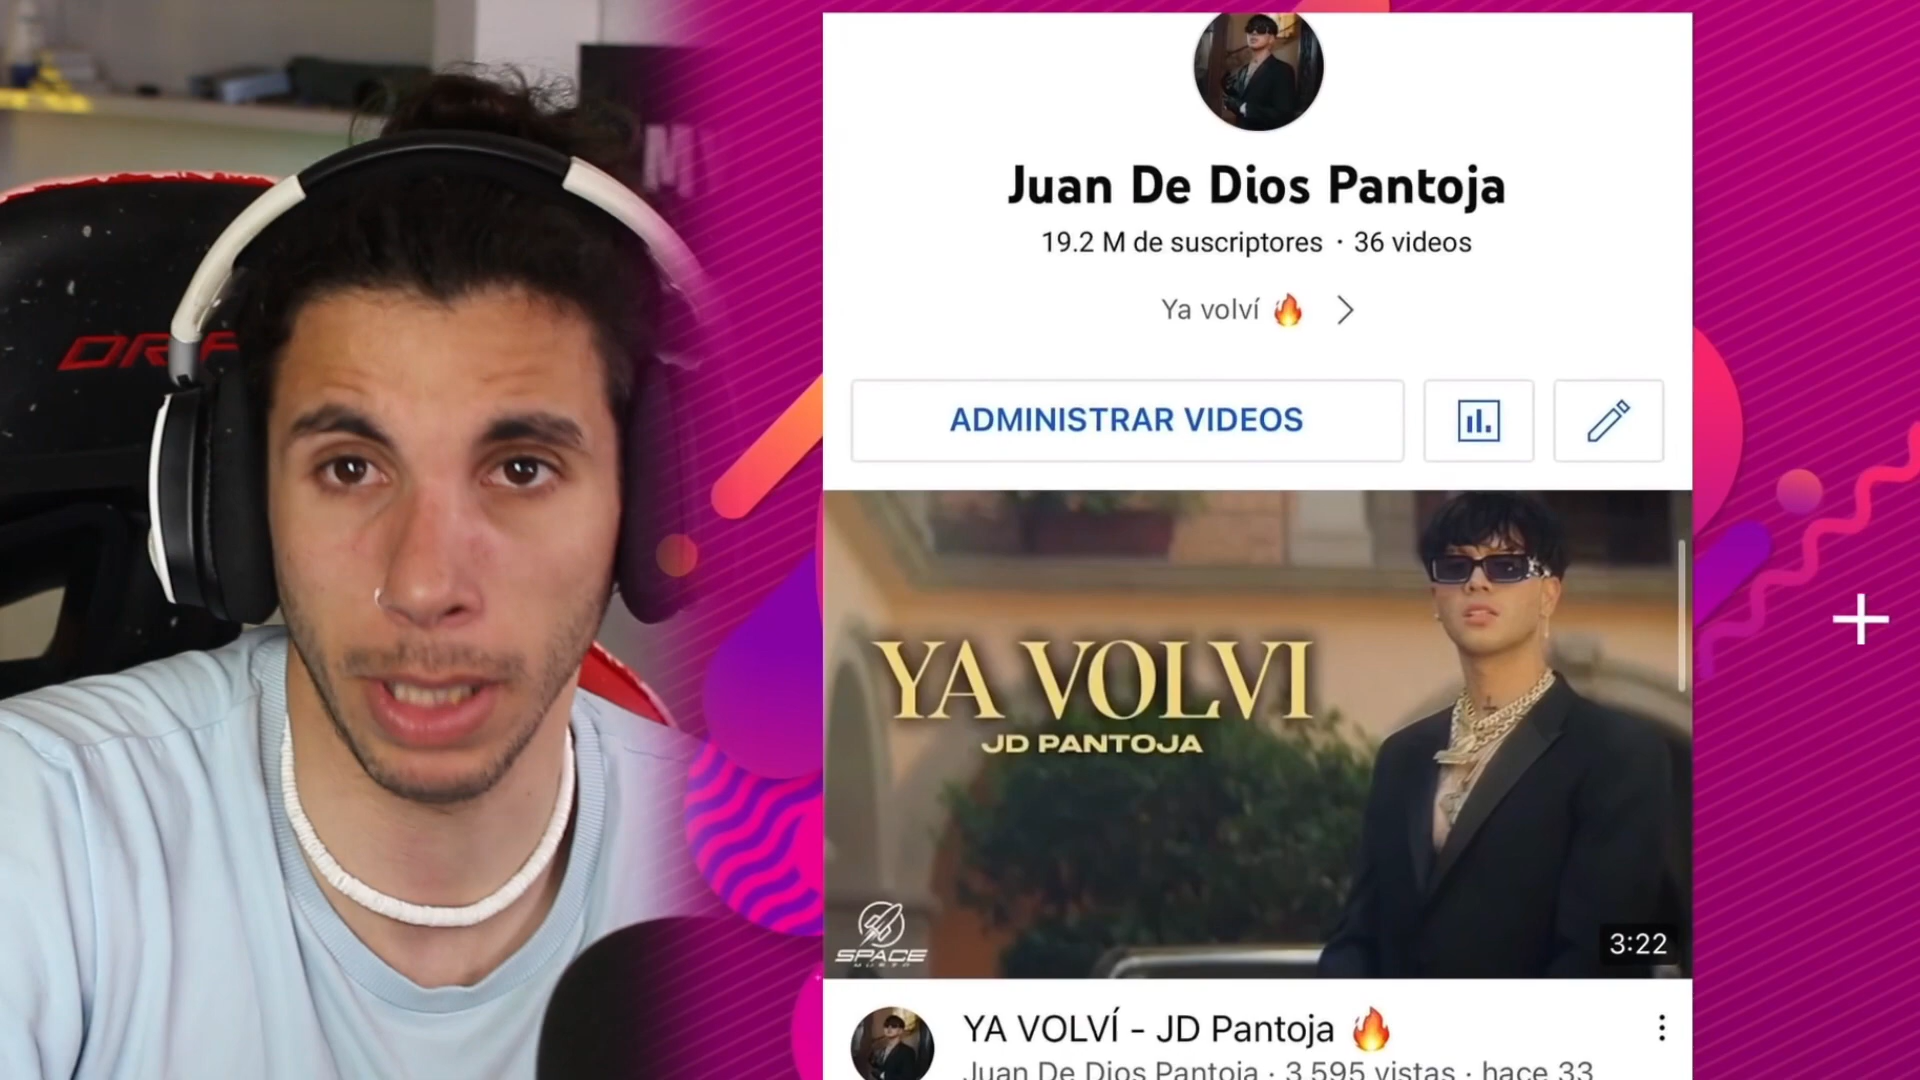 M
DR
Juan De Dios Pantoja
19.2 M de suscriptores · 36 videos
Ya volví 🔥 >
ADMINISTRAR VIDEOS
YA VOLVI
JD PANTOJA
SPACE
3:22
YA VOLVÍ - JD Pantoja 🔥
Juan De Dios Pantoja · 3 595 vistas · hace 33